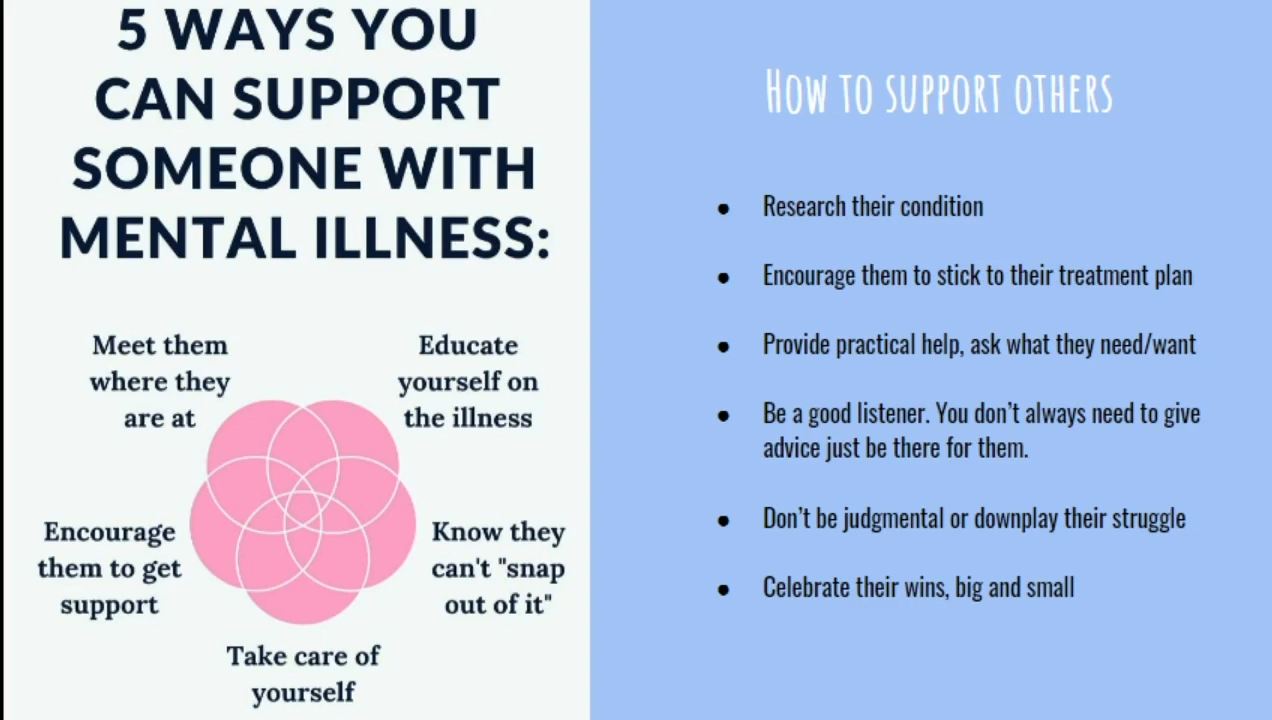 5 WAYS YOU
CAN SUPPORT
SOMEONE WITH
MENTAL ILLNESS:
Meet them
where they
are at
Educate
yourself on
the illness
Encourage
them to get
support
Know they
can't "snap
out of it"
Take care of
yourself
How to support others
● Research their condition
● Encourage them to stick to their treatment plan
● Provide practical help, ask what they need/want
● Be a good listener. You don't always need to give
advice just be there for them.
● Don't be judgmental or downplay their struggle
● Celebrate their wins, big and small